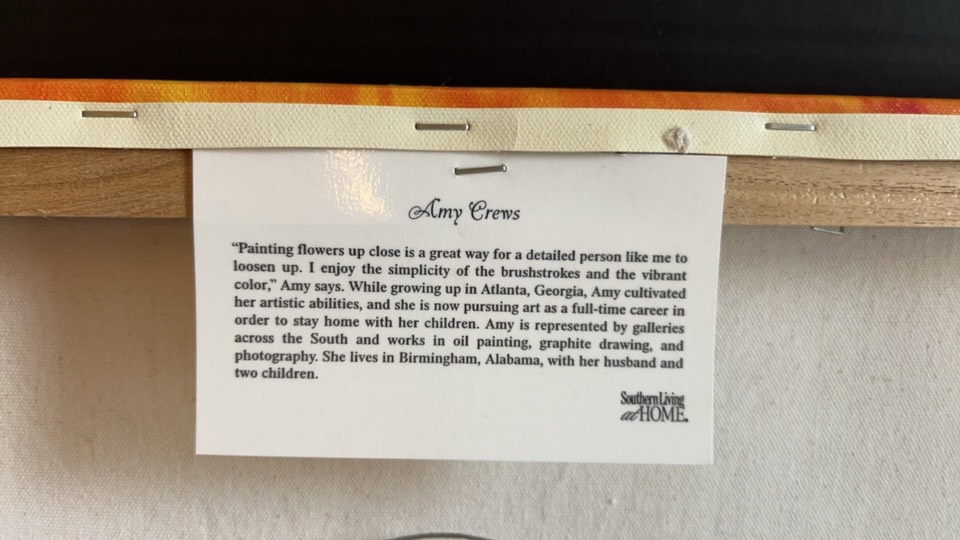 Amy Crews
“Painting flowers up close is a great way for a detailed person like me to
loosen up. I enjoy the simplicity of the brushstrokes and the vibrant
color,” Amy says. While growing up in Atlanta, Georgia, Amy cultivated
her artistic abilities, and she is now pursuing art as a full-time career in
order to stay home with her children. Amy is represented by galleries
across the South and works in oil painting, graphite drawing, and
photography. She lives in Birmingham, Alabama, with her husband and
two children.
Southern Living
at HOME.